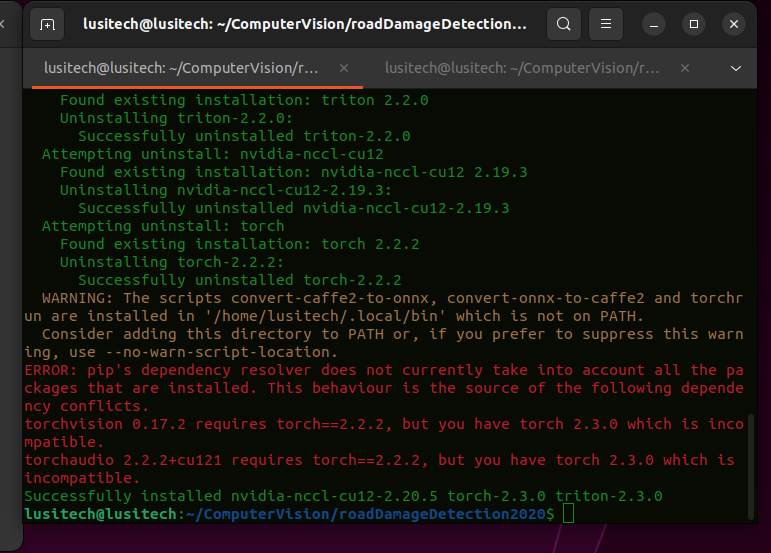 lusitech@lusitech: ~/ComputerVision/roadDamageDetection...
lusitech@lusitech: ~/ComputerVision/r... × lusitech@lusitech: ~/ComputerVision/r... ×
Found existing installation: triton 2.2.0
Uninstalling triton-2.2.0:
Successfully uninstalled triton-2.2.0
Attempting uninstall: nvidia-nccl-cu12
Found existing installation: nvidia-nccl-cu12 2.19.3
Uninstalling nvidia-nccl-cu12-2.19.3:
Successfully uninstalled nvidia-nccl-cu12-2.19.3
Attempting uninstall: torch
Found existing installation: torch 2.2.2
Uninstalling torch-2.2.2:
Successfully uninstalled torch-2.2.2
WARNING: The scripts convert-caffe2-to-onnx, convert-onnx-to-caffe2 and torchr
un are installed in '/home/lusitech/.local/bin' which is not on PATH.
Consider adding this directory to PATH or, if you prefer to suppress this warn
ing, use --no-warn-script-location.
ERROR: pip's dependency resolver does not currently take into account all the pa
ckages that are installed. This behaviour is the source of the following depende
ncy conflicts.
torchvision 0.17.2 requires torch==2.2.2, but you have torch 2.3.0 which is inco
mpatible.
torchaudio 2.2.2+cu121 requires torch==2.2.2, but you have torch 2.3.0 which is
incompatible.
Successfully installed nvidia-nccl-cu12-2.20.5 torch-2.3.0 triton-2.3.0
lusitech@lusitech:~/ComputerVision/roadDamageDetection2020$